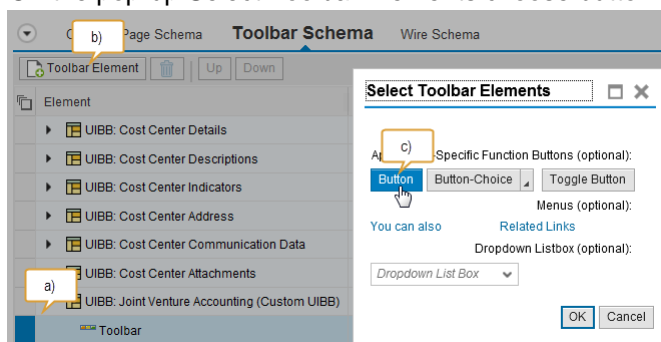 b) Page Schema Toolbar Schema Wire Schema
Toolbar Element Up Down
Element
UIBB: Cost Center Details
UIBB: Cost Center Descriptions
UIBB: Cost Center Indicators
UIBB: Cost Center Address
UIBB: Cost Center Communication Data
UIBB: Cost Center Attachments
a)
UIBB: Joint Venture Accounting (Custom UIBB)
Toolbar
Select Toolbar Elements
c)
-Specific Function Buttons (optional):
Button Button-Choice Toggle Button
Menus (optional):
You can also Related Links
Dropdown Listbox (optional):
Dropdown List Box
OK Cancel